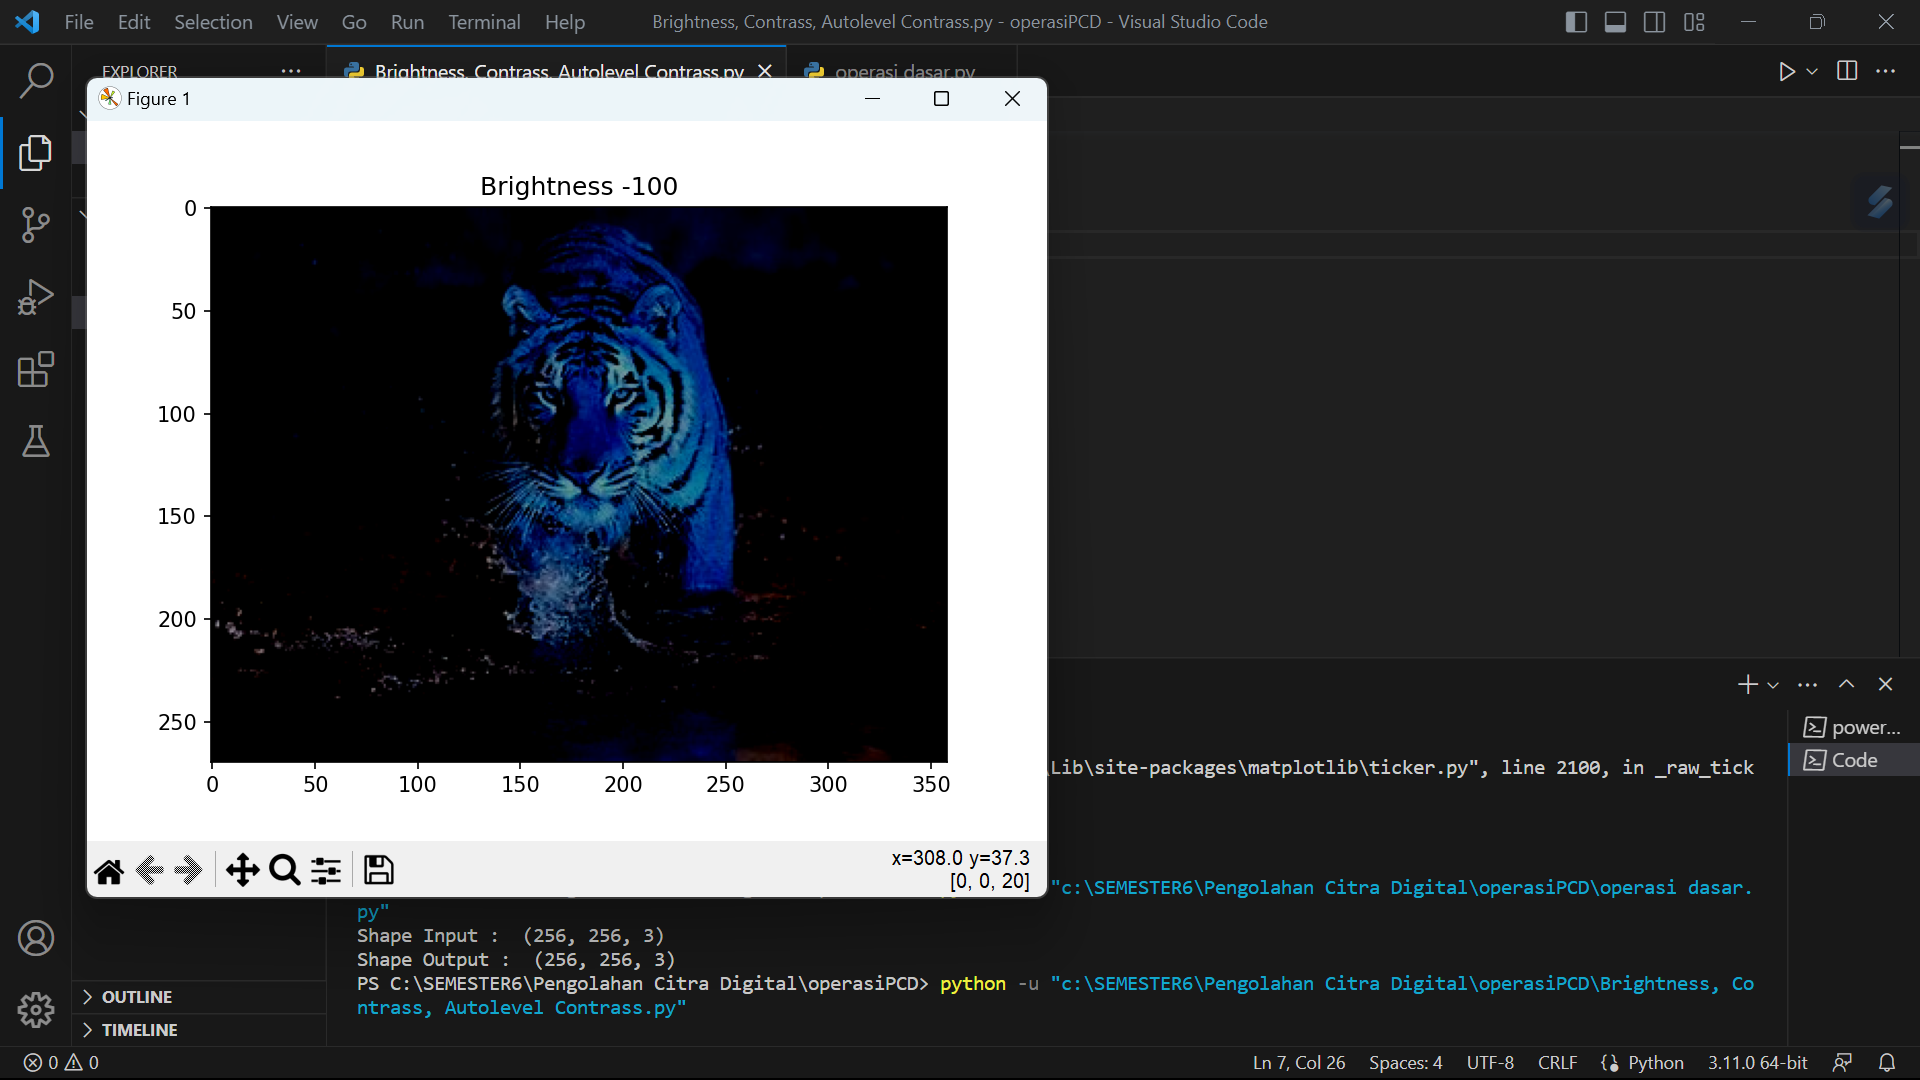 File Edit Selection View Go Run Terminal Help
Brightness, Contrass, Autolevel Contrass.py - operasiPCD - Visual Studio Code
EXPLORER
Brightness, Contrass, Autolevel Contrass.py
operasi dasar.py
Figure 1
Brightness -100
0
50
100
150
200
250
0 50 100 150 200 250 300 350
x=308.0 y=37.3
[0, 0, 20]
power...
Code
\Lib\site-packages\matplotlib\ticker.py", line 2100, in _raw_tick
"c:\SEMESTER6\Pengolahan Citra Digital\operasiPCD\operasi dasar.
py"
Shape Input : (256, 256, 3)
Shape Output : (256, 256, 3)
PS C:\SEMESTER6\Pengolahan Citra Digital\operasiPCD> python -u "c:\SEMESTER6\Pengolahan Citra Digital\operasiPCD\Brightness, Co
ntrass, Autolevel Contrass.py"
OUTLINE
TIMELINE
0 0
Ln 7, Col 26 Spaces: 4 UTF-8 CRLF Python 3.11.0 64-bit